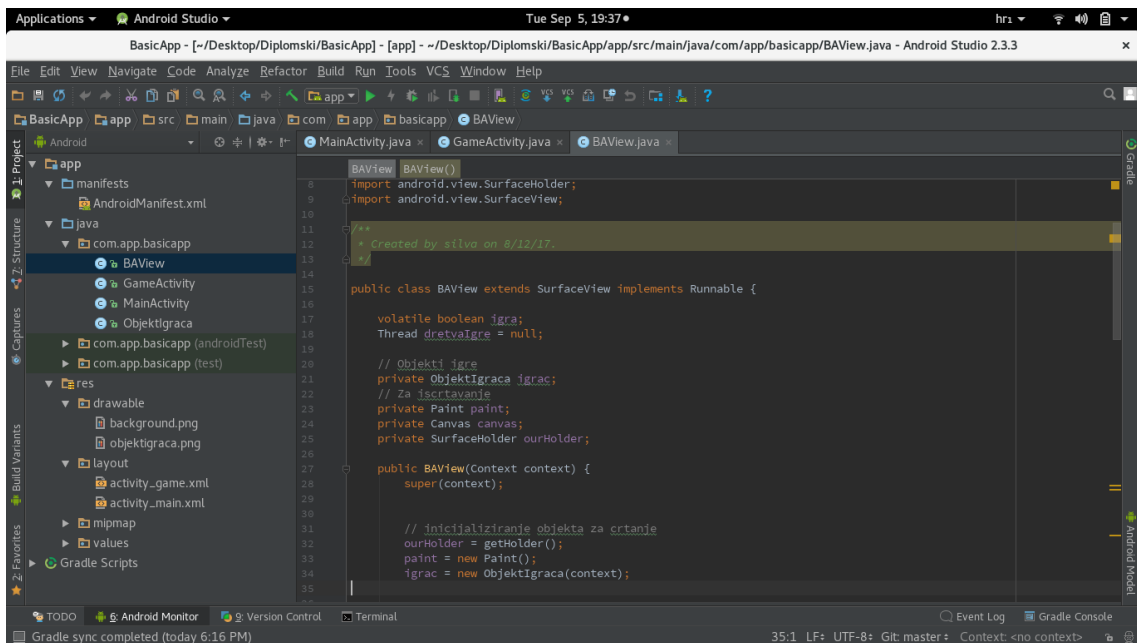 Applications Android Studio Tue Sep 5, 19:37 hr₁
BasicApp - [~/Desktop/Diplomski/BasicApp] - [app] - ~/Desktop/Diplomski/BasicApp/app/src/main/java/com/app/basicapp/BAView.java - Android Studio 2.3.3
File Edit View Navigate Code Analyze Refactor Build Run Tools VCS Window Help
app VCS VCS ?
BasicApp app src main java com app basicapp BAView
Android MainActivity.java GameActivity.java BAView.java
1: Project
Z: Structure
Captures
Build Variants
2: Favorites
app
manifests
AndroidManifest.xml
java
com.app.basicapp
BAView
GameActivity
MainActivity
ObjektIgraca
com.app.basicapp (androidTest)
com.app.basicapp (test)
res
drawable
background.png
objektigraca.png
layout
activity_game.xml
activity_main.xml
mipmap
values
Gradle Scripts
BAView BAView()
8 import android.view.SurfaceHolder;
9 import android.view.SurfaceView;
10
11 /**
12 * Created by silva on 8/12/17.
13 */
14
15 public class BAView extends SurfaceView implements Runnable {
16
17 volatile boolean igra;
18 Thread dretvaIgre = null;
19
20 // Objekti igre
21 private ObjektIgraca igrac;
22 // Za iscrtavanje
23 private Paint paint;
24 private Canvas canvas;
25 private SurfaceHolder ourHolder;
26
27 public BAView(Context context) {
28 super(context);
29
30
31 // inicijaliziranje objekta za crtanje
32 ourHolder = getHolder();
33 paint = new Paint();
34 igrac = new ObjektIgraca(context);
35
Gradle
Android Model
TODO 6: Android Monitor 9: Version Control Terminal Event Log Gradle Console
Gradle sync completed (today 6:16 PM) 35:1 LF÷ UTF-8÷ Git: master÷ Context: <no context>